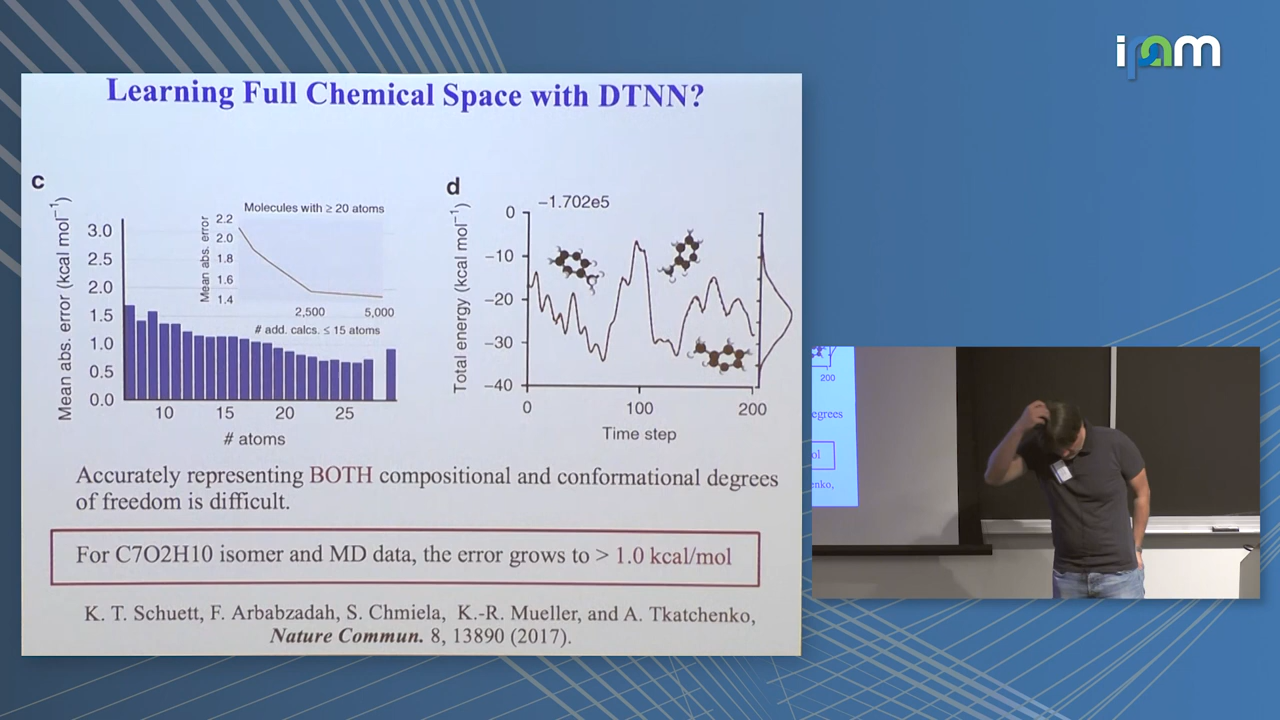 ipam
Learning Full Chemical Space with DTNN?
c
Mean abs. error (kcal mol⁻¹)
3.0
2.5
2.0
1.5
1.0
0.5
0.0
10 15 20 25
# atoms
Molecules with ≥ 20 atoms
Mean abs. error
2.2
2.0
1.8
1.6
1.4
2,500 5,000
# add. calcs. ≤ 15 atoms
d
−1.702e5
Total energy (kcal mol⁻¹)
0
−10
−20
−30
−40
0 100 200
Time step
Accurately representing BOTH compositional and conformational degrees
of freedom is difficult.
For C7O2H10 isomer and MD data, the error grows to > 1.0 kcal/mol
K. T. Schuett, F. Arbabzadah, S. Chmiela, K.-R. Mueller, and A. Tkatchenko,
Nature Commun. 8, 13890 (2017).
200
egrees
ol
enko,